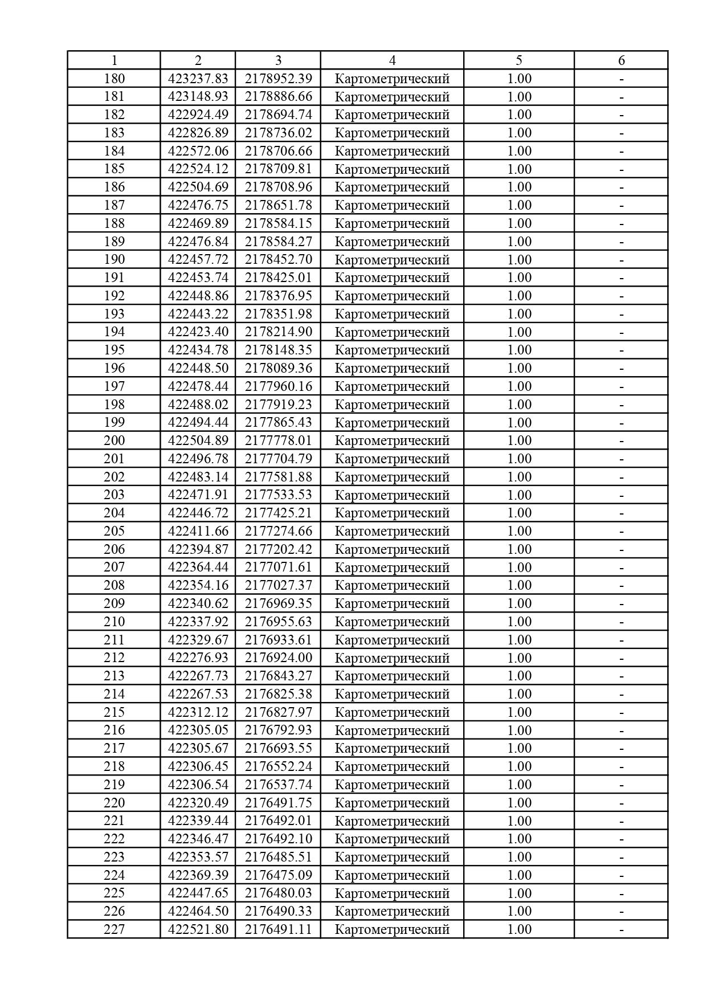 1 2 3 4 5 6
180 423237.83 2178952.39 Картометрический 1.00 -
181 423148.93 2178886.66 Картометрический 1.00 -
182 422924.49 2178694.74 Картометрический 1.00 -
183 422826.89 2178736.02 Картометрический 1.00 -
184 422572.06 2178706.66 Картометрический 1.00 -
185 422524.12 2178709.81 Картометрический 1.00 -
186 422504.69 2178708.96 Картометрический 1.00 -
187 422476.75 2178651.78 Картометрический 1.00 -
188 422469.89 2178584.15 Картометрический 1.00 -
189 422476.84 2178584.27 Картометрический 1.00 -
190 422457.72 2178452.70 Картометрический 1.00 -
191 422453.74 2178425.01 Картометрический 1.00 -
192 422448.86 2178376.95 Картометрический 1.00 -
193 422443.22 2178351.98 Картометрический 1.00 -
194 422423.40 2178214.90 Картометрический 1.00 -
195 422434.78 2178148.35 Картометрический 1.00 -
196 422448.50 2178089.36 Картометрический 1.00 -
197 422478.44 2177960.16 Картометрический 1.00 -
198 422488.02 2177919.23 Картометрический 1.00 -
199 422494.44 2177865.43 Картометрический 1.00 -
200 422504.89 2177778.01 Картометрический 1.00 -
201 422496.78 2177704.79 Картометрический 1.00 -
202 422483.14 2177581.88 Картометрический 1.00 -
203 422471.91 2177533.53 Картометрический 1.00 -
204 422446.72 2177425.21 Картометрический 1.00 -
205 422411.66 2177274.66 Картометрический 1.00 -
206 422394.87 2177202.42 Картометрический 1.00 -
207 422364.44 2177071.61 Картометрический 1.00 -
208 422354.16 2177027.37 Картометрический 1.00 -
209 422340.62 2176969.35 Картометрический 1.00 -
210 422337.92 2176955.63 Картометрический 1.00 -
211 422329.67 2176933.61 Картометрический 1.00 -
212 422276.93 2176924.00 Картометрический 1.00 -
213 422267.73 2176843.27 Картометрический 1.00 -
214 422267.53 2176825.38 Картометрический 1.00 -
215 422312.12 2176827.97 Картометрический 1.00 -
216 422305.05 2176792.93 Картометрический 1.00 -
217 422305.67 2176693.55 Картометрический 1.00 -
218 422306.45 2176552.24 Картометрический 1.00 -
219 422306.54 2176537.74 Картометрический 1.00 -
220 422320.49 2176491.75 Картометрический 1.00 -
221 422339.44 2176492.01 Картометрический 1.00 -
222 422346.47 2176492.10 Картометрический 1.00 -
223 422353.57 2176485.51 Картометрический 1.00 -
224 422369.39 2176475.09 Картометрический 1.00 -
225 422447.65 2176480.03 Картометрический 1.00 -
226 422464.50 2176490.33 Картометрический 1.00 -
227 422521.80 2176491.11 Картометрический 1.00 -